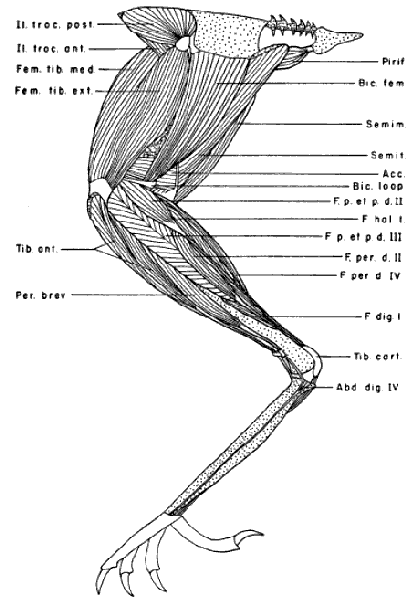 Il. troc. post.
Il. troc. ant.
Fem. tib. med.
Fem. tib. ext.
Tib. ant.
Per. brev
Pirif
Bic. fem
Semim
Semit
Acc.
Bic. loop
F. p. et p. d. II
F hal l.
F p. et p d. III
F. per. d. II
F per d IV
F dig. I
Tib. cart.
Abd dig. IV